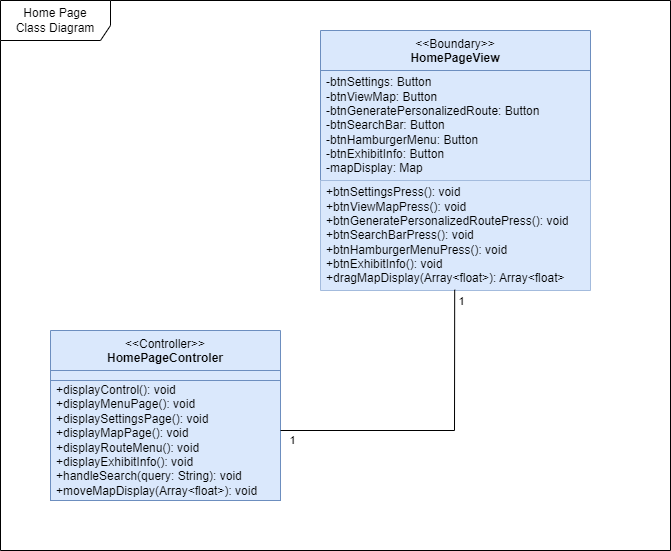 Home Page
Class Diagram
<<Boundary>>
HomePageView
-btnSettings: Button
-btnViewMap: Button
-btnGeneratePersonalizedRoute: Button
-btnSearchBar: Button
-btnHamburgerMenu: Button
-btnExhibitInfo: Button
-mapDisplay: Map
+btnSettingsPress(): void
+btnViewMapPress(): void
+btnGeneratePersonalizedRoutePress(): void
+btnSearchBarPress(): void
+btnHamburgerMenuPress(): void
+btnExhibitInfo(): void
+dragMapDisplay(Array<float>): Array<float>
1
<<Controller>>
HomePageControler
+displayControl(): void
+displayMenuPage(): void
+displaySettingsPage(): void
+displayMapPage(): void
+displayRouteMenu(): void
+displayExhibitInfo(): void
+handleSearch(query: String): void
+moveMapDisplay(Array<float>): void
1